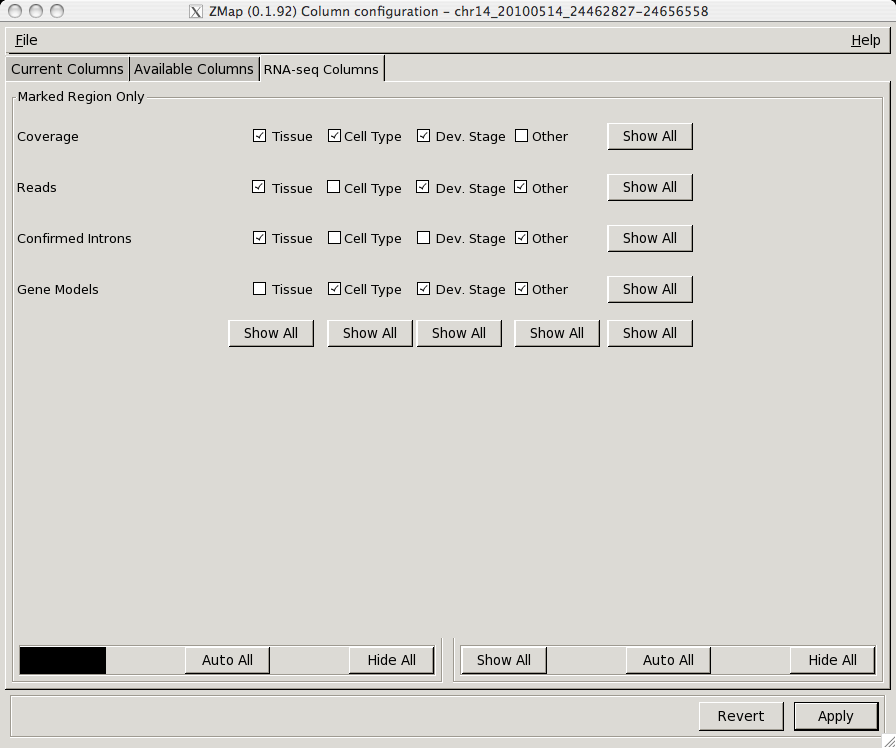 X ZMap (0.1.92) Column configuration – chr14_20100514_24462827-24656558
File Help
Current Columns Available Columns RNA-seq Columns
Marked Region Only
Coverage Tissue Cell Type Dev. Stage Other Show All
Reads Tissue Cell Type Dev. Stage Other Show All
Confirmed Introns Tissue Cell Type Dev. Stage Other Show All
Gene Models Tissue Cell Type Dev. Stage Other Show All
Show All Show All Show All Show All Show All
Auto All Hide All Show All Auto All Hide All
Revert Apply